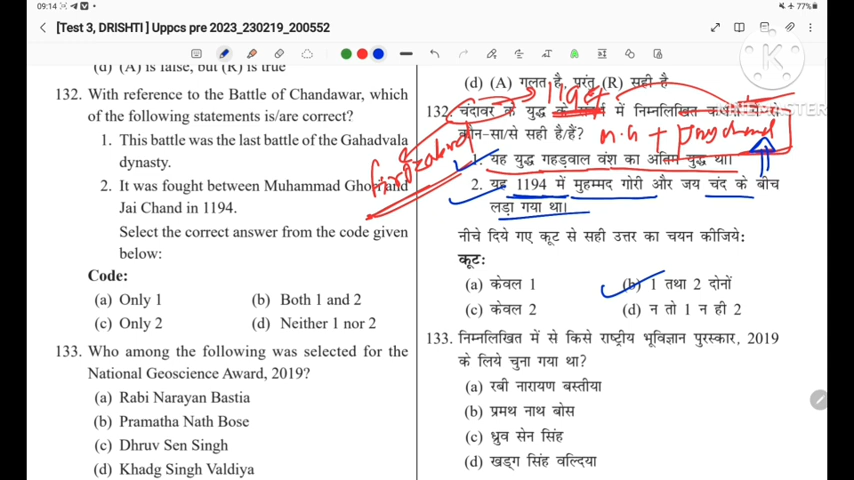 09:14
77%
[Test 3, DRISHTI] Uppcs pre 2023_230219_200552
(d) (A) is false, but (R) is true
132. With reference to the Battle of Chandawar, which
of the following statements is/are correct?
1. This battle was the last battle of the Gahadvala
dynasty.
2. It was fought between Muhammad Ghori and
Jai Chand in 1194.
Select the correct answer from the code given
below:
Code:
(a) Only 1 (b) Both 1 and 2
(c) Only 2 (d) Neither 1 nor 2
133. Who among the following was selected for the
National Geoscience Award, 2019?
(a) Rabi Narayan Bastia
(b) Pramatha Nath Bose
(c) Dhruv Sen Singh
(d) Khadg Singh Valdiya
(d) (A) गलत है, परंतु (R) सही है
1194
132. चंदावर के युद्ध के संदर्भ में निम्नलिखित
कौन-सा/से सही है/हैं?
m.G +
Firozabad
1. यह युद्ध गहड़वाल वंश का अंतिम युद्ध था।
2. यह 1194 में मुहम्मद गोरी और जय चंद के बीच
लड़ा गया था।
नीचे दिये गए कूट से सही उत्तर का चयन कीजिये:
कूटः
(a) केवल 1 (b) 1 तथा 2 दोनों
(c) केवल 2 (d) न तो 1 न ही 2
133. निम्नलिखित में से किसे राष्ट्रीय भूविज्ञान पुरस्कार, 2019
के लिये चुना गया था?
(a) रबी नारायण बस्तीया
(b) प्रमथ नाथ बोस
(c) ध्रुव सेन सिंह
(d) खड्ग सिंह वल्दिया
K
KINEMASTER